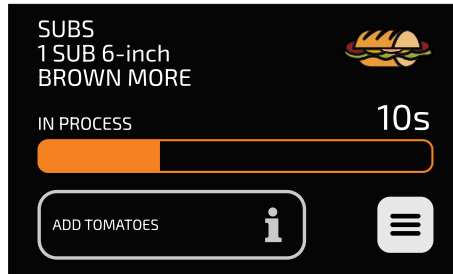 SUBS
1 SUB 6-inch
BROWN MORE
IN PROCESS
10s
ADD TOMATOES
i